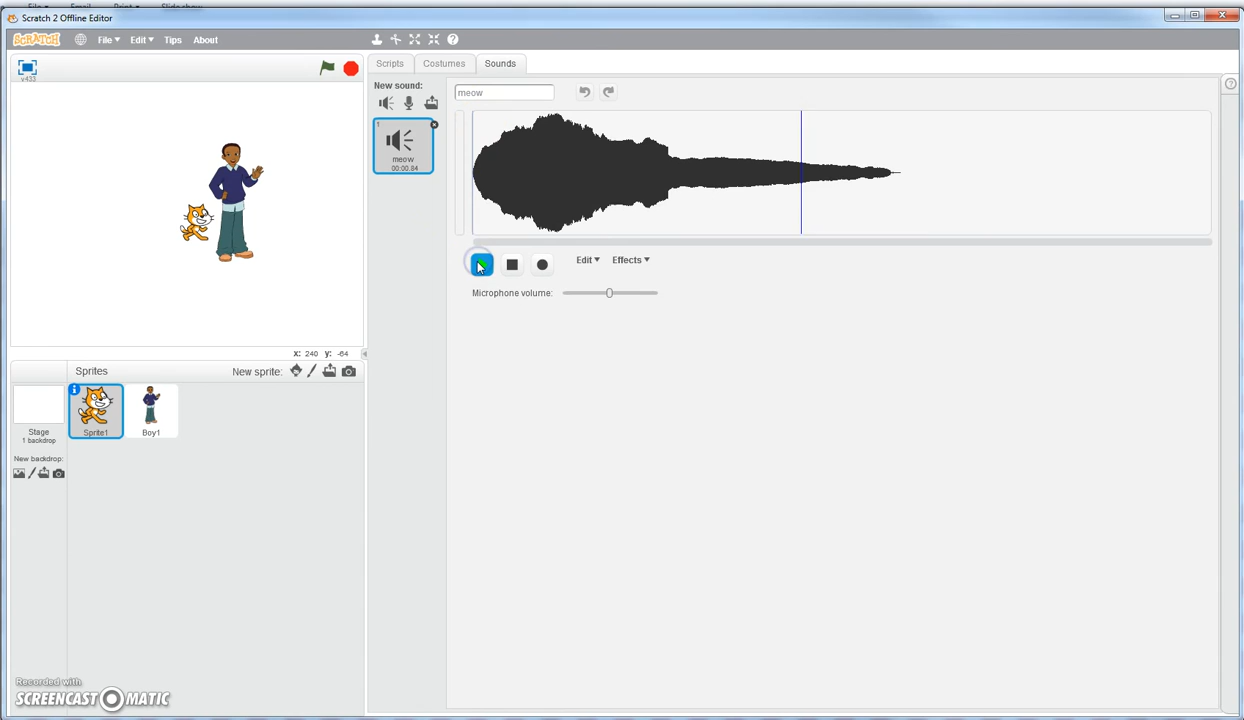 Scratch 2 Offline Editor
SCRATCH File Edit Tips About
v433
Scripts Costumes Sounds
New sound:
meow
1
meow
00:00.84
Edit Effects
Microphone volume:
x: 240 y: -64
Sprites New sprite:
Stage
1 backdrop
New backdrop:
Sprite1
Boy1
Recorded with
SCREENCAST-O-MATIC